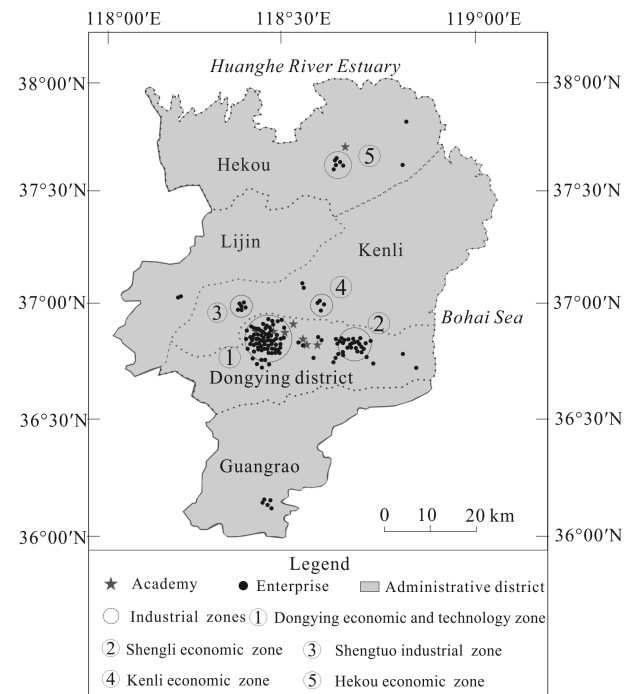 118°00′E 118°30′E 119°00′E
Huanghe River Estuary
38°00′N 38°00′N
Hekou 5
37°30′N 37°30′N
Lijin
Kenli
4
37°00′N 37°00′N
3 2
Bohai Sea
1
Dongying district
36°30′N 36°30′N
Guangrao
0 10 20 km
36°00′N 36°00′N
Legend
Academy Enterprise Administrative district
Industrial zones 1 Dongying economic and technology zone
2 Shengli economic zone 3 Shengtuo industrial zone
4 Kenli economic zone 5 Hekou economic zone